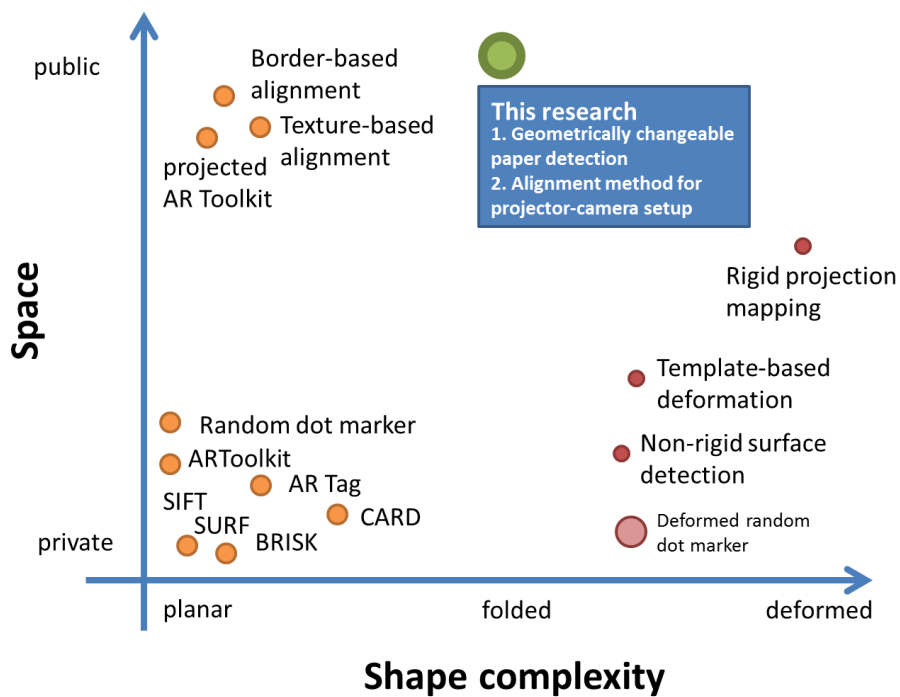 public
Border-based
alignment
Texture-based
alignment
projected
AR Toolkit
This research
1. Geometrically changeable
paper detection
2. Alignment method for
projector-camera setup
Rigid projection
mapping
Space
Template-based
deformation
Random dot marker
Non-rigid surface
detection
ARToolkit
AR Tag
SIFT
SURF
CARD
BRISK
Deformed random
dot marker
private
planar
folded
deformed
Shape complexity